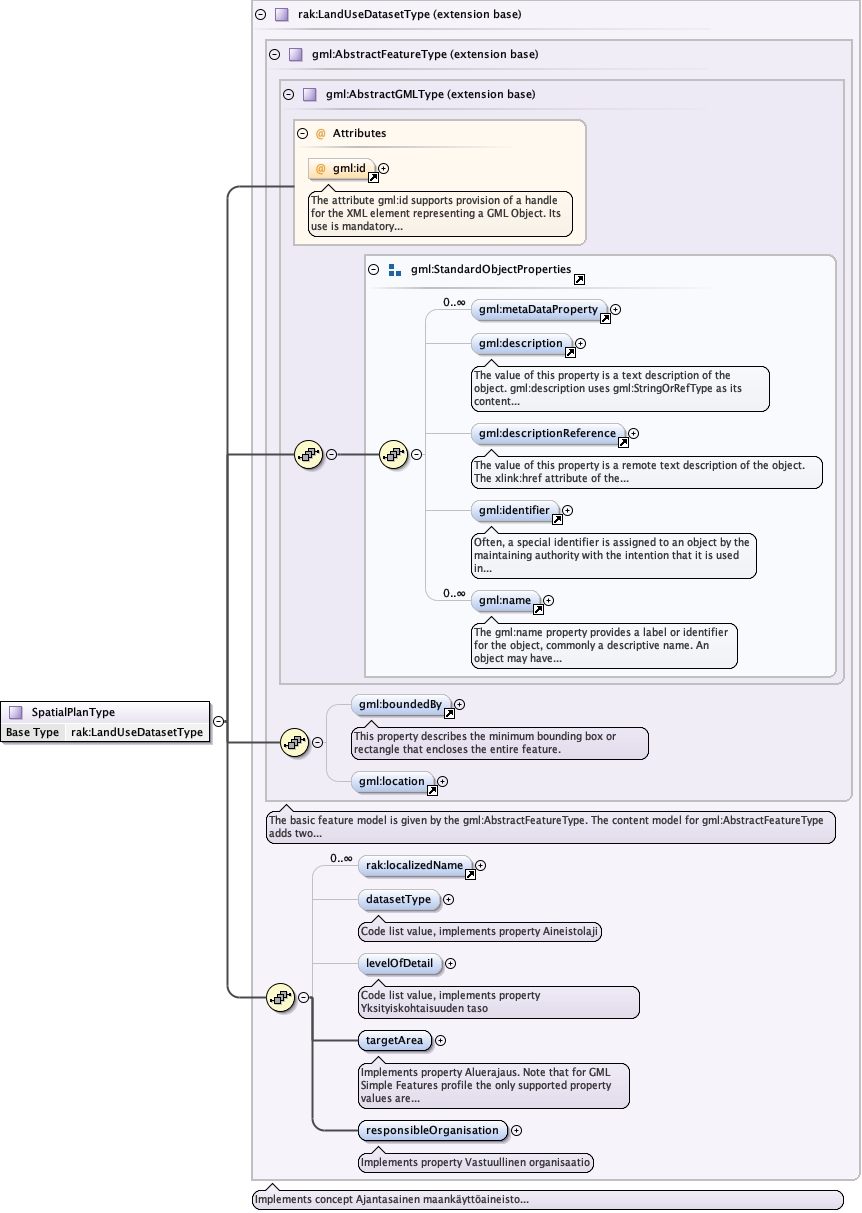 rak:LandUseDatasetType (extension base)
gml:AbstractFeatureType (extension base)
gml:AbstractGMLType (extension base)
@ Attributes
@ gml:id
The attribute gml:id supports provision of a handle
for the XML element representing a GML Object. Its
use is mandatory...
gml:StandardObjectProperties
0..∞
gml:metaDataProperty
gml:description
The value of this property is a text description of the
object. gml:description uses gml:StringOrRefType as its
content...
gml:descriptionReference
The value of this property is a remote text description of the object.
The xlink:href attribute of the...
gml:identifier
Often, a special identifier is assigned to an object by the
maintaining authority with the intention that it is used
in...
0..∞
gml:name
The gml:name property provides a label or identifier
for the object, commonly a descriptive name. An
object may have...
SpatialPlanType
Base Type rak:LandUseDatasetType
gml:boundedBy
This property describes the minimum bounding box or
rectangle that encloses the entire feature.
gml:location
The basic feature model is given by the gml:AbstractFeatureType. The content model for gml:AbstractFeatureType
adds two...
0..∞
rak:localizedName
datasetType
Code list value, implements property Aineistolaji
levelOfDetail
Code list value, implements property
Yksityiskohtaisuuden taso
targetArea
Implements property Aluerajaus. Note that for GML
Simple Features profile the only supported property
values are...
responsibleOrganisation
Implements property Vastuullinen organisaatio
Implements concept Ajantasainen maankäyttöaineisto...